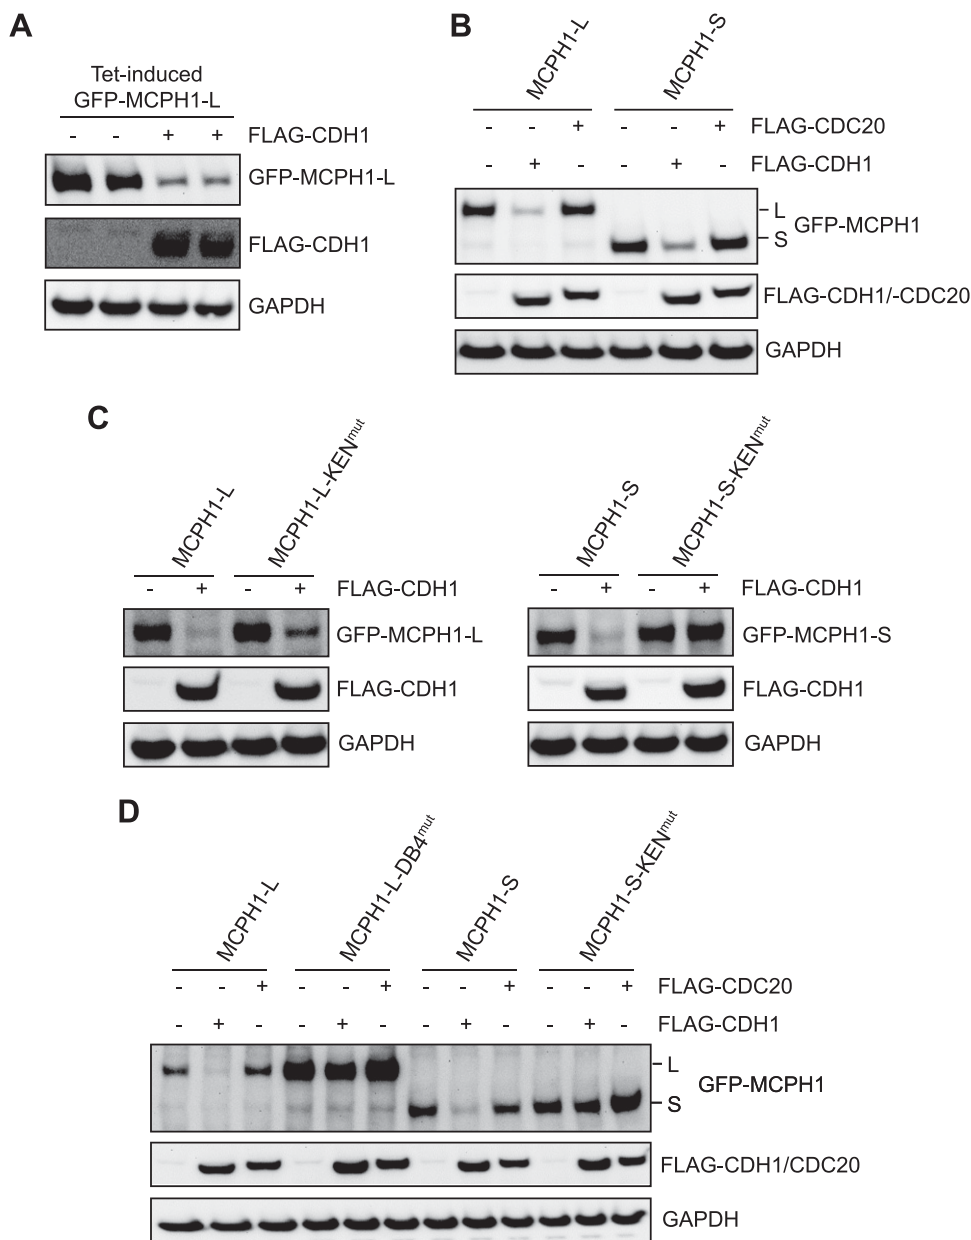 A
Tet-induced
GFP-MCPH1-L
- - + + FLAG-CDH1
GFP-MCPH1-L
FLAG-CDH1
GAPDH
B
MCPH1-L MCPH1-S
- - + - - + FLAG-CDC20
- + - - + - FLAG-CDH1
L
S
GFP-MCPH1
FLAG-CDH1/-CDC20
GAPDH
C
MCPH1-L MCPH1-L-KENmut
- + - + FLAG-CDH1
GFP-MCPH1-L
FLAG-CDH1
GAPDH
MCPH1-S MCPH1-S-KENmut
- + - + FLAG-CDH1
GFP-MCPH1-S
FLAG-CDH1
GAPDH
D
MCPH1-L MCPH1-L-DB4mut MCPH1-S MCPH1-S-KENmut
- - + - - + - - + - - + FLAG-CDC20
- + - - + - - + - - + - FLAG-CDH1
L
GFP-MCPH1
S
FLAG-CDH1/CDC20
GAPDH